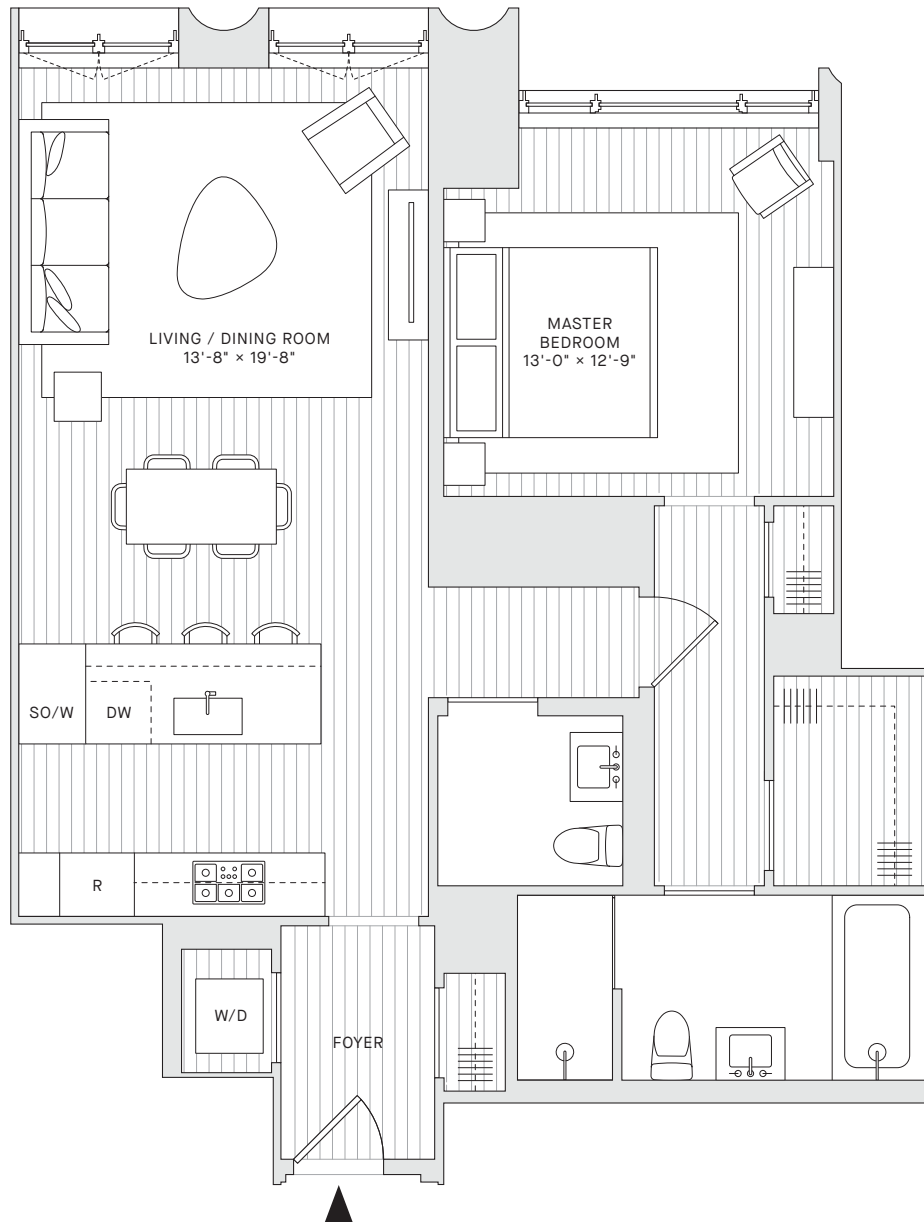 LIVING / DINING ROOM
13'-8" × 19'-8"
MASTER
BEDROOM
13'-0" × 12'-9"
SO/W
DW
R
W/D
FOYER